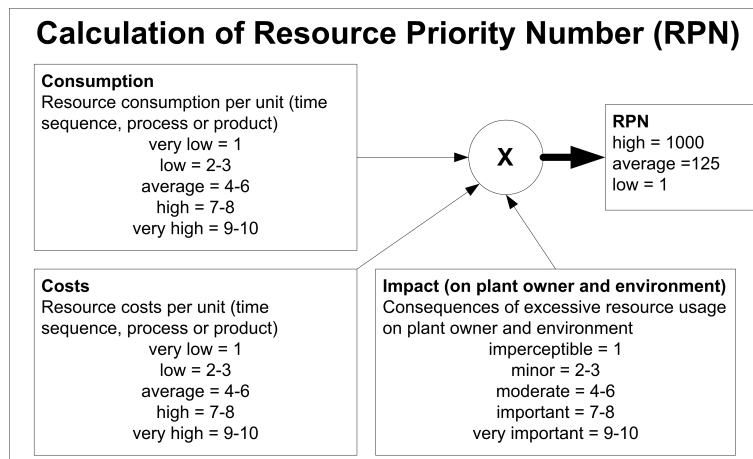 Calculation of Resource Priority Number (RPN)
Consumption
Resource consumption per unit (time
sequence, process or product)
very low = 1
low = 2-3
average = 4-6
high = 7-8
very high = 9-10
X
RPN
high = 1000
average =125
low = 1
Costs
Resource costs per unit (time
sequence, process or product)
very low = 1
low = 2-3
average = 4-6
high = 7-8
very high = 9-10
Impact (on plant owner and environment)
Consequences of excessive resource usage
on plant owner and environment
imperceptible = 1
minor = 2-3
moderate = 4-6
important = 7-8
very important = 9-10